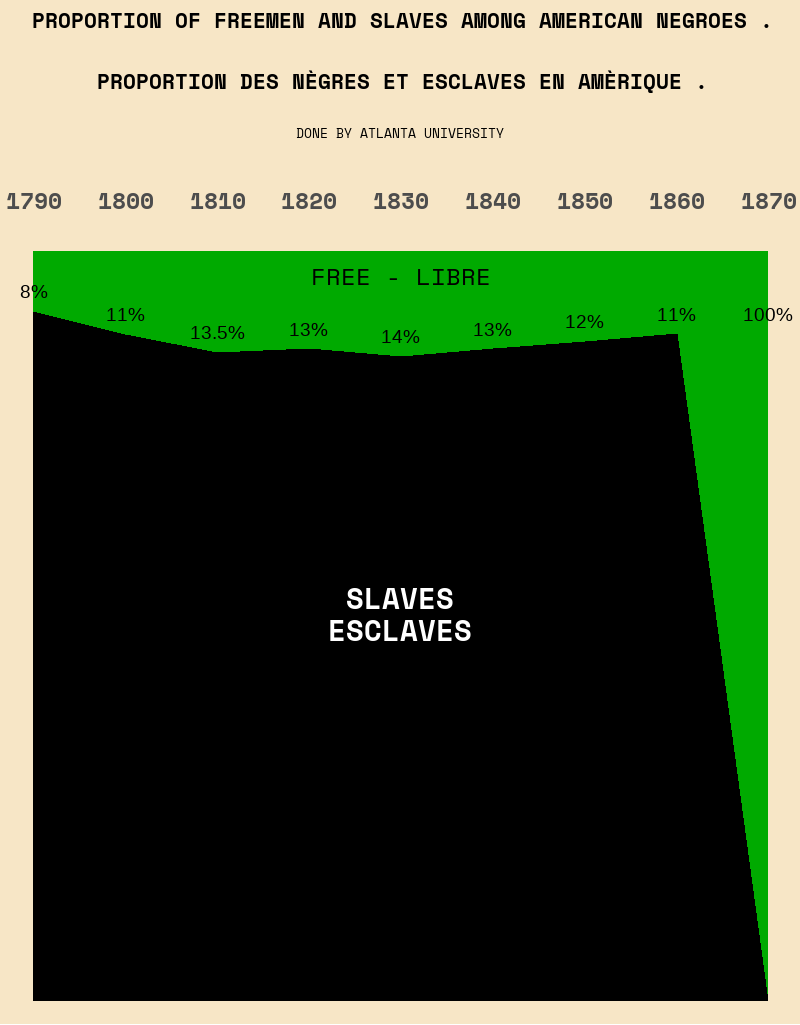 PROPORTION OF FREEMEN AND SLAVES AMONG AMERICAN NEGROES .
PROPORTION DES NÈGRES ET ESCLAVES EN AMÈRIQUE .
DONE BY ATLANTA UNIVERSITY
1790 1800 1810 1820 1830 1840 1850 1860 1870
FREE - LIBRE
8% 11% 13.5% 13% 14% 13% 12% 11% 100%
SLAVES
ESCLAVES